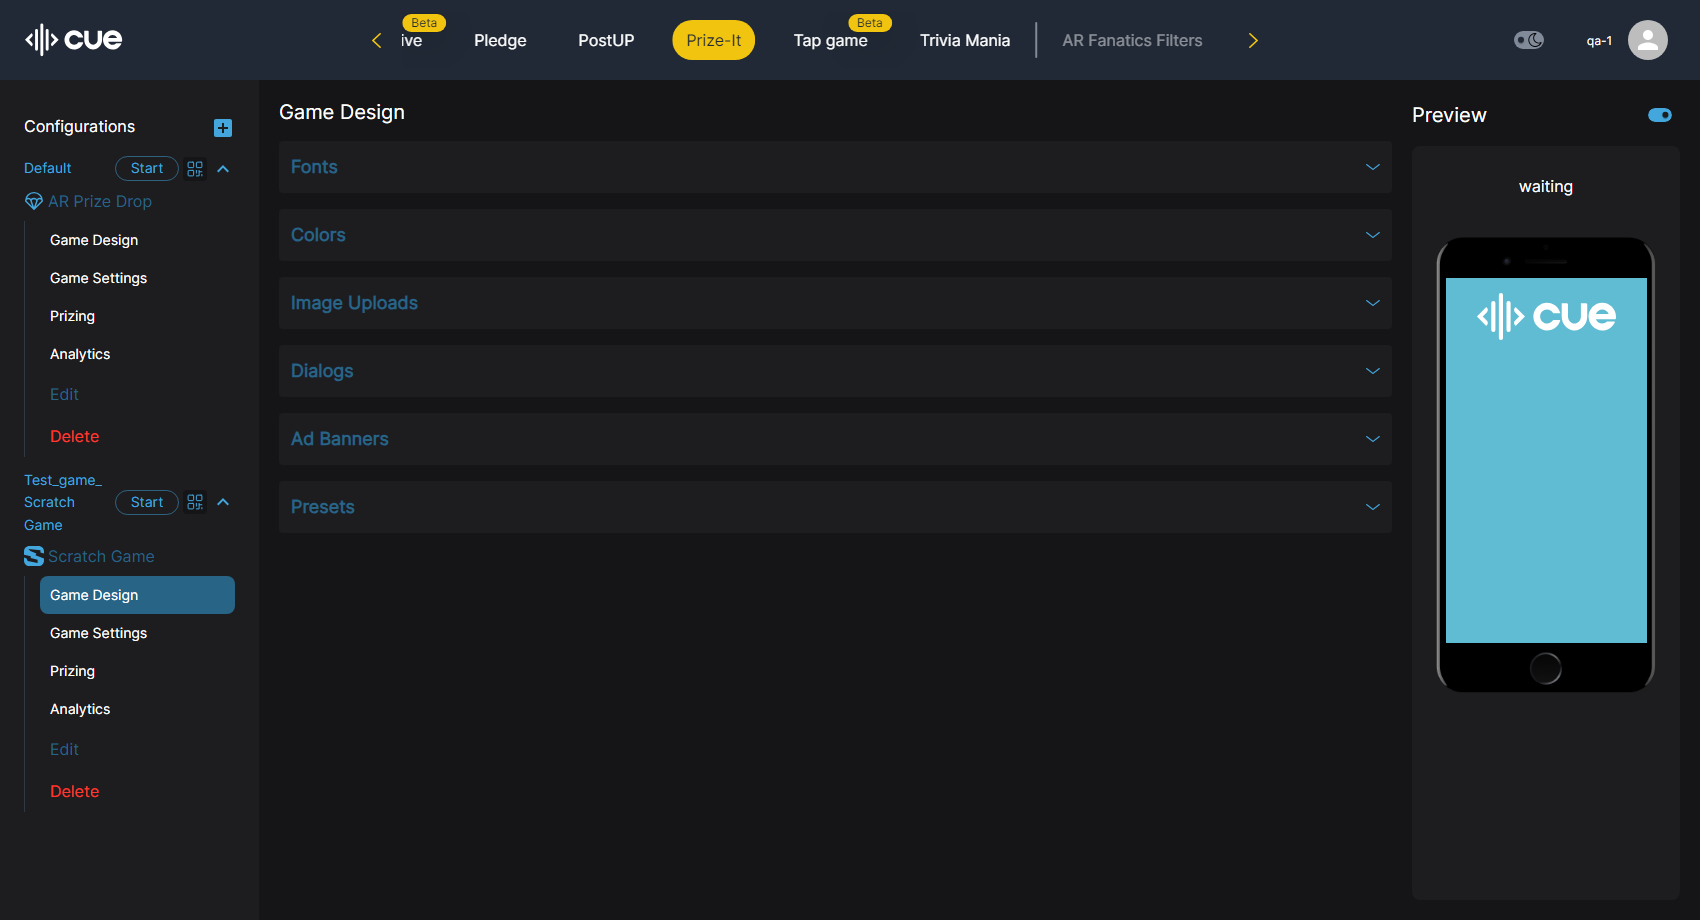 cue
Beta
ive
Pledge
PostUP
Prize-It
Beta
Tap game
Trivia Mania
AR Fanatics Filters
qa-1
Configurations
Default
Start
AR Prize Drop
Game Design
Game Settings
Prizing
Analytics
Edit
Delete
Test_game_
Scratch
Game
Start
Scratch Game
Game Design
Game Settings
Prizing
Analytics
Edit
Delete
Game Design
Fonts
Colors
Image Uploads
Dialogs
Ad Banners
Presets
Preview
waiting
cue